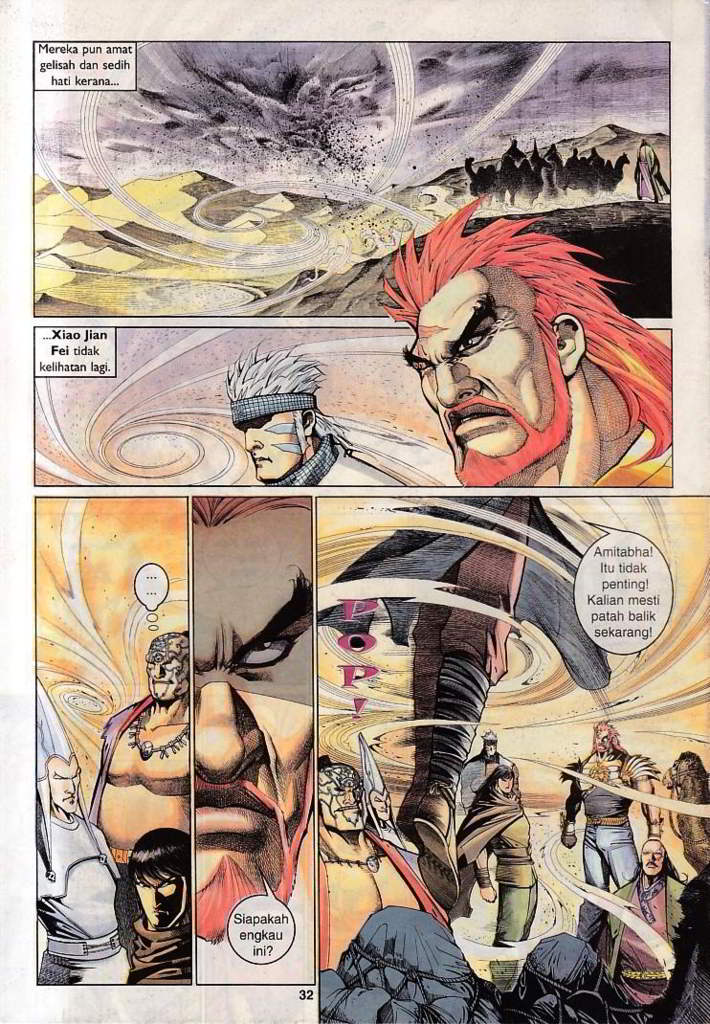 Mereka pun amat
gelisah dan sedih
hati kerana...
...Xiao Jian
Fei tidak
kelihatan lagi.
...
...
Siapakah
engkau
ini?
POP!
Amitabha!
Itu tidak
penting!
Kalian mesti
patah balik
sekarang!
32